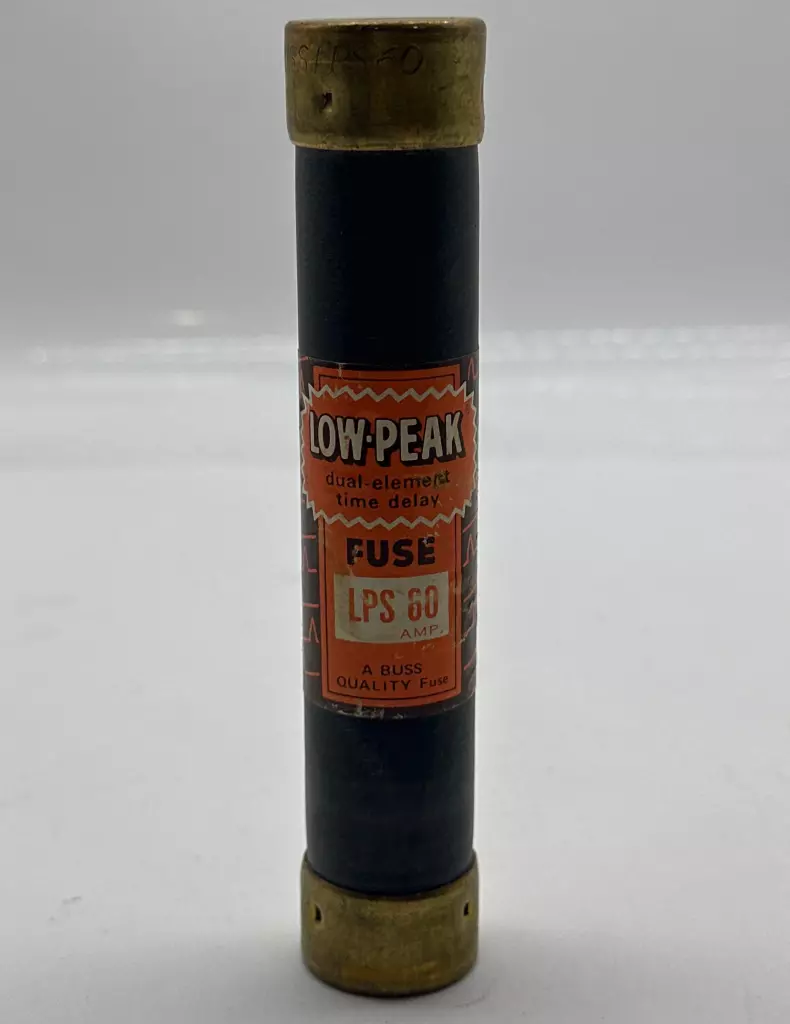 LOW-PEAK
dual-element
time delay
FUSE
LPS 60
AMP.
A BUSS
QUALITY Fuse